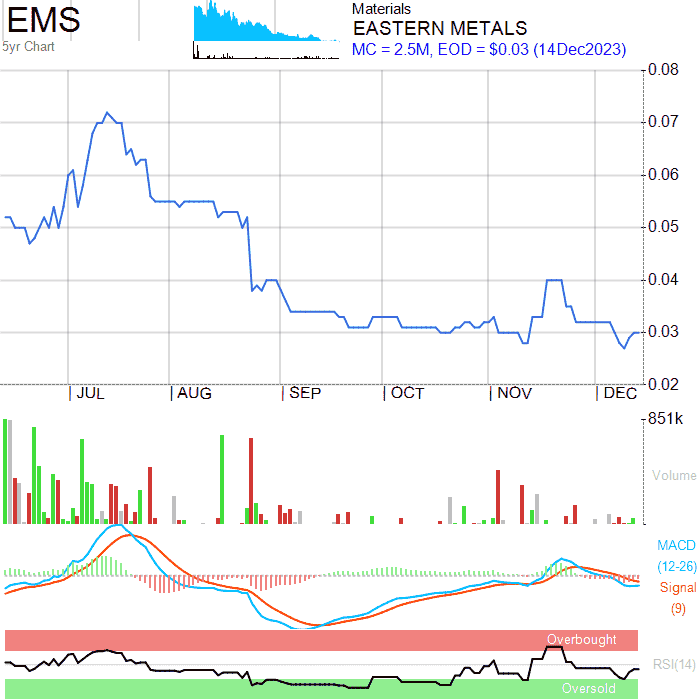 EMS
5yr Chart
Materials
EASTERN METALS
MC = 2.5M, EOD = $0.03 (14Dec2023)
0.08
0.07
0.06
0.05
0.04
0.03
0.02
JUL AUG SEP OCT NOV DEC
851k
Volume
MACD
(12-26)
Signal
(9)
Overbought
RSI(14)
Oversold